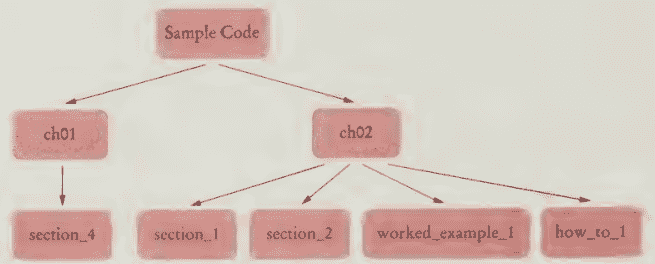 Sample Code
ch01
ch02
section_4
section_1
section_2
worked_example_1
how_to_1